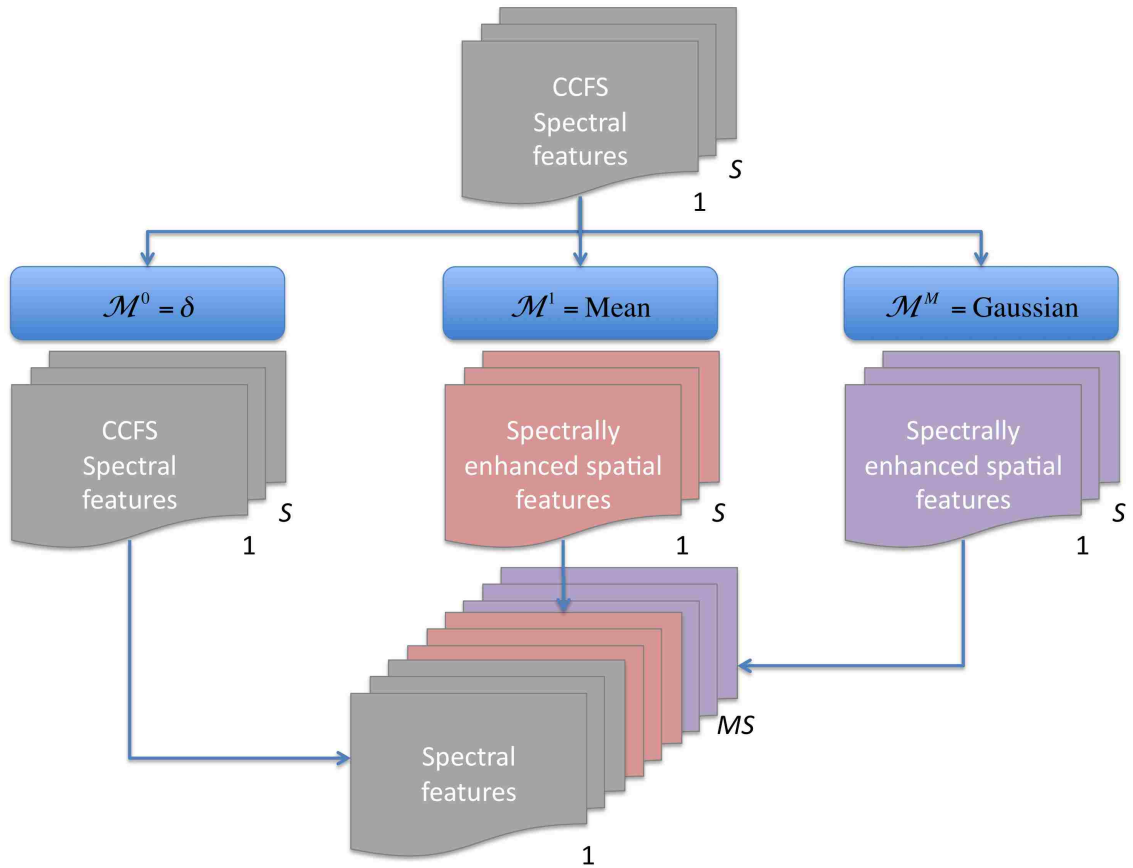 CCFS
Spectral
features
S
1
ℳ⁰ = δ
ℳ¹ = Mean
ℳᴹ = Gaussian
CCFS
Spectral
features
S
1
Spectrally
enhanced spatial
features
S
1
Spectrally
enhanced spatial
features
S
1
MS
Spectral
features
1